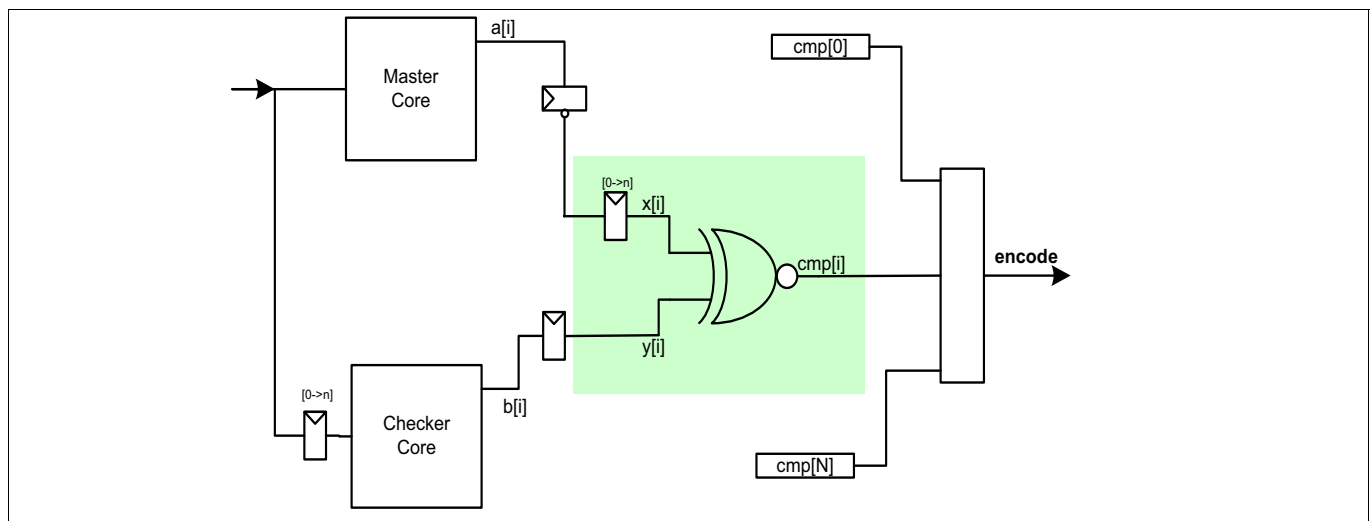 a[i]
cmp[0]
Master
Core
[0->n]
x[i]
encode
cmp[i]
y[i]
[0->n]
b[i]
Checker
Core
cmp[N]